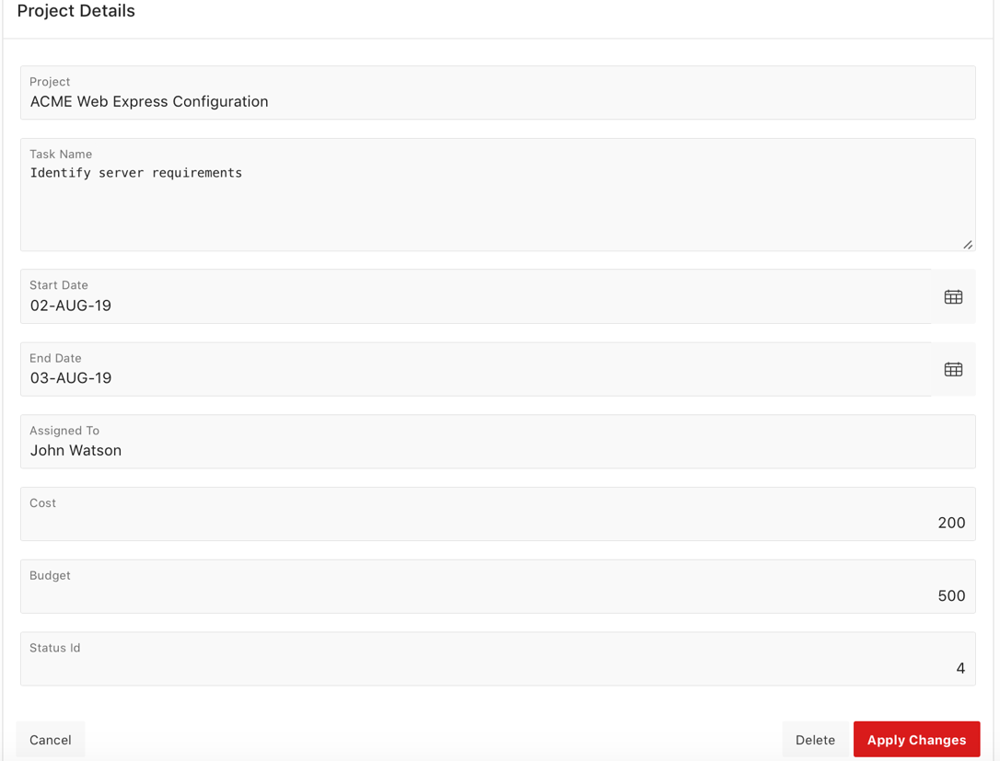 Project Details
Project
ACME Web Express Configuration
Task Name
Identify server requirements
Start Date
02-AUG-19
End Date
03-AUG-19
Assigned To
John Watson
Cost
200
Budget
500
Status Id
4
Cancel
Delete
Apply Changes